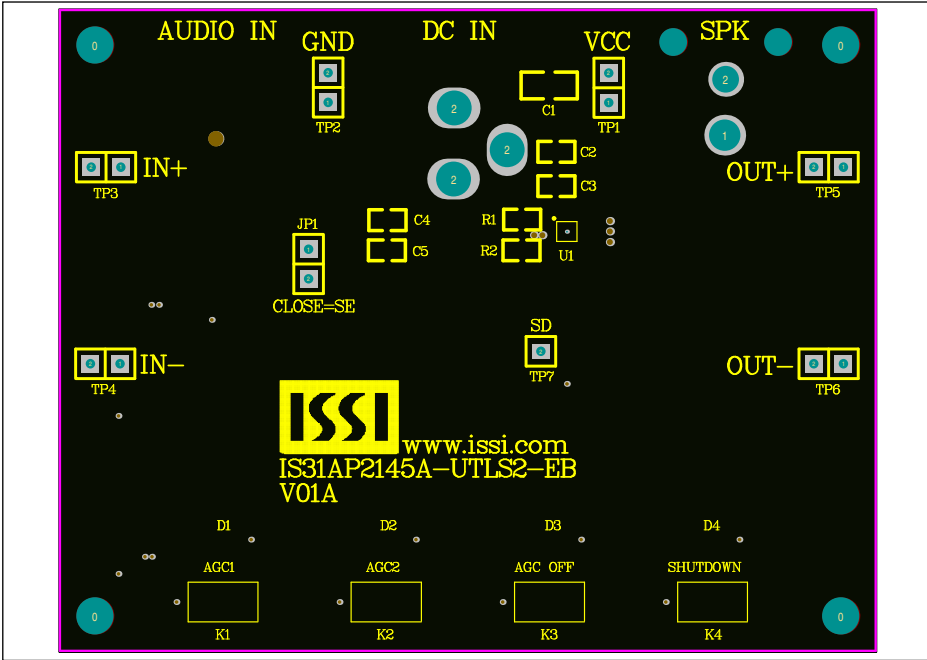 AUDIO IN
DC IN
SPK
GND
VCC
0
0
2
1
TP2
2
2
2
C1
2
1
TP1
2
1
C2
C3
2
1
IN+
TP3
OUT+
2
1
TP5
JP1
1
2
CLOSE=SE
C4
C5
R1
R2
U1
SD
2
TP7
2
1
IN-
TP4
OUT-
2
1
TP6
ISSI
www.issi.com
IS31AP2145A-UTLS2-EB
V01A
D1
D2
D3
D4
AGC1
AGC2
AGC OFF
SHUTDOWN
K1
K2
K3
K4
0
0